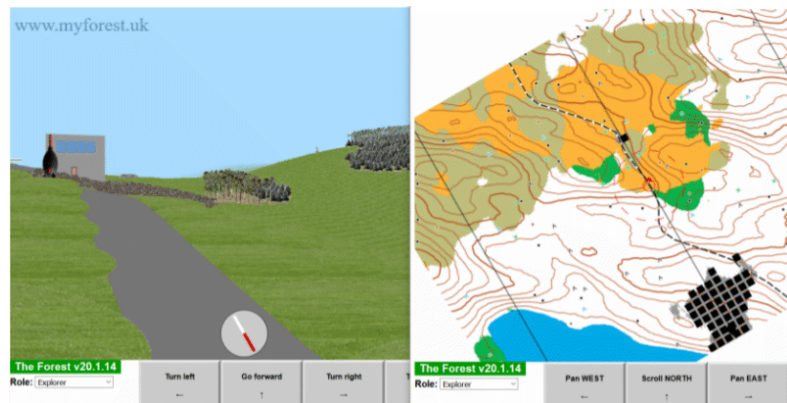 www.myforest.uk
The Forest v20.1.14
Role: Explorer
Turn left
←
Go forward
↑
Turn right
→
The Forest v20.1.14
Role: Explorer
Pan WEST
←
Scroll NORTH
↑
Pan EAST
→